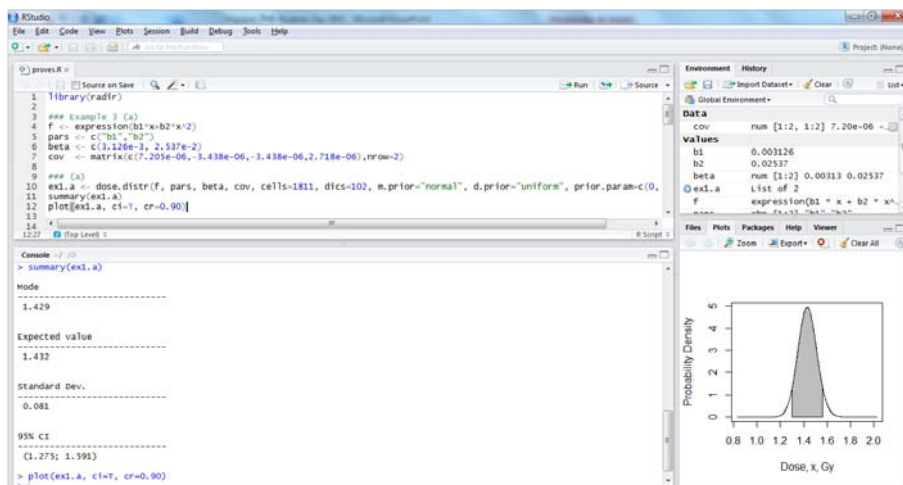 RStudio
File Edit Code View Plots Session Build Debug Tools Help
Go to file/function
Project: (None)
proves.R ×
Source on Save
Run
Source
1 library(radir)
2
3 ### Example 3 (a)
4 f <- expression(b1*x+b2*x^2)
5 pars <- c("b1","b2")
6 beta <- c(3.126e-3, 2.537e-2)
7 cov <- matrix(c(7.205e-06,-3.438e-06,-3.438e-06,2.718e-06),nrow=2)
8
9 ### (a)
10 ex1.a <- dose.distr(f, pars, beta, cov, cells=1811, dics=102, m.prior="normal", d.prior="uniform", prior.param=c(0,
11 summary(ex1.a)
12 plot(ex1.a, ci=T, cr=0.90)
13
14
12:27 (Top Level)
R Script
Console ~/
> summary(ex1.a)
Mode
----------------------------
1.429
Expected value
----------------------------
1.432
Standard Dev.
----------------------------
0.081
95% CI
----------------------------
(1.275; 1.591)
> plot(ex1.a, ci=T, cr=0.90)
Environment History
Import Dataset Clear List
Global Environment
Data
cov num [1:2, 1:2] 7.20e-06 -...
Values
b1 0.003126
b2 0.02537
beta num [1:2] 0.00313 0.02537
ex1.a List of 2
f expression(b1 * x + b2 * x^..
Files Plots Packages Help Viewer
Zoom Export Clear All
Probability Density
0 1 2 3 4 5
0.8 1.0 1.2 1.4 1.6 1.8 2.0
Dose, x, Gy